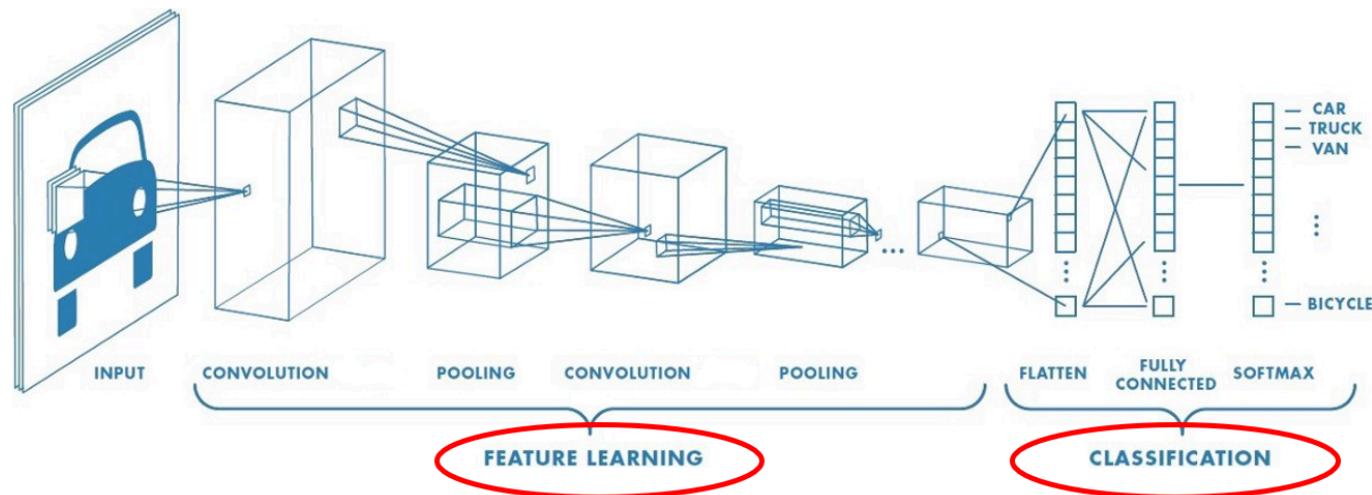 CAR
TRUCK
VAN
BICYCLE
INPUT
CONVOLUTION
POOLING
CONVOLUTION
POOLING
FLATTEN
FULLY
CONNECTED
SOFTMAX
FEATURE LEARNING
CLASSIFICATION